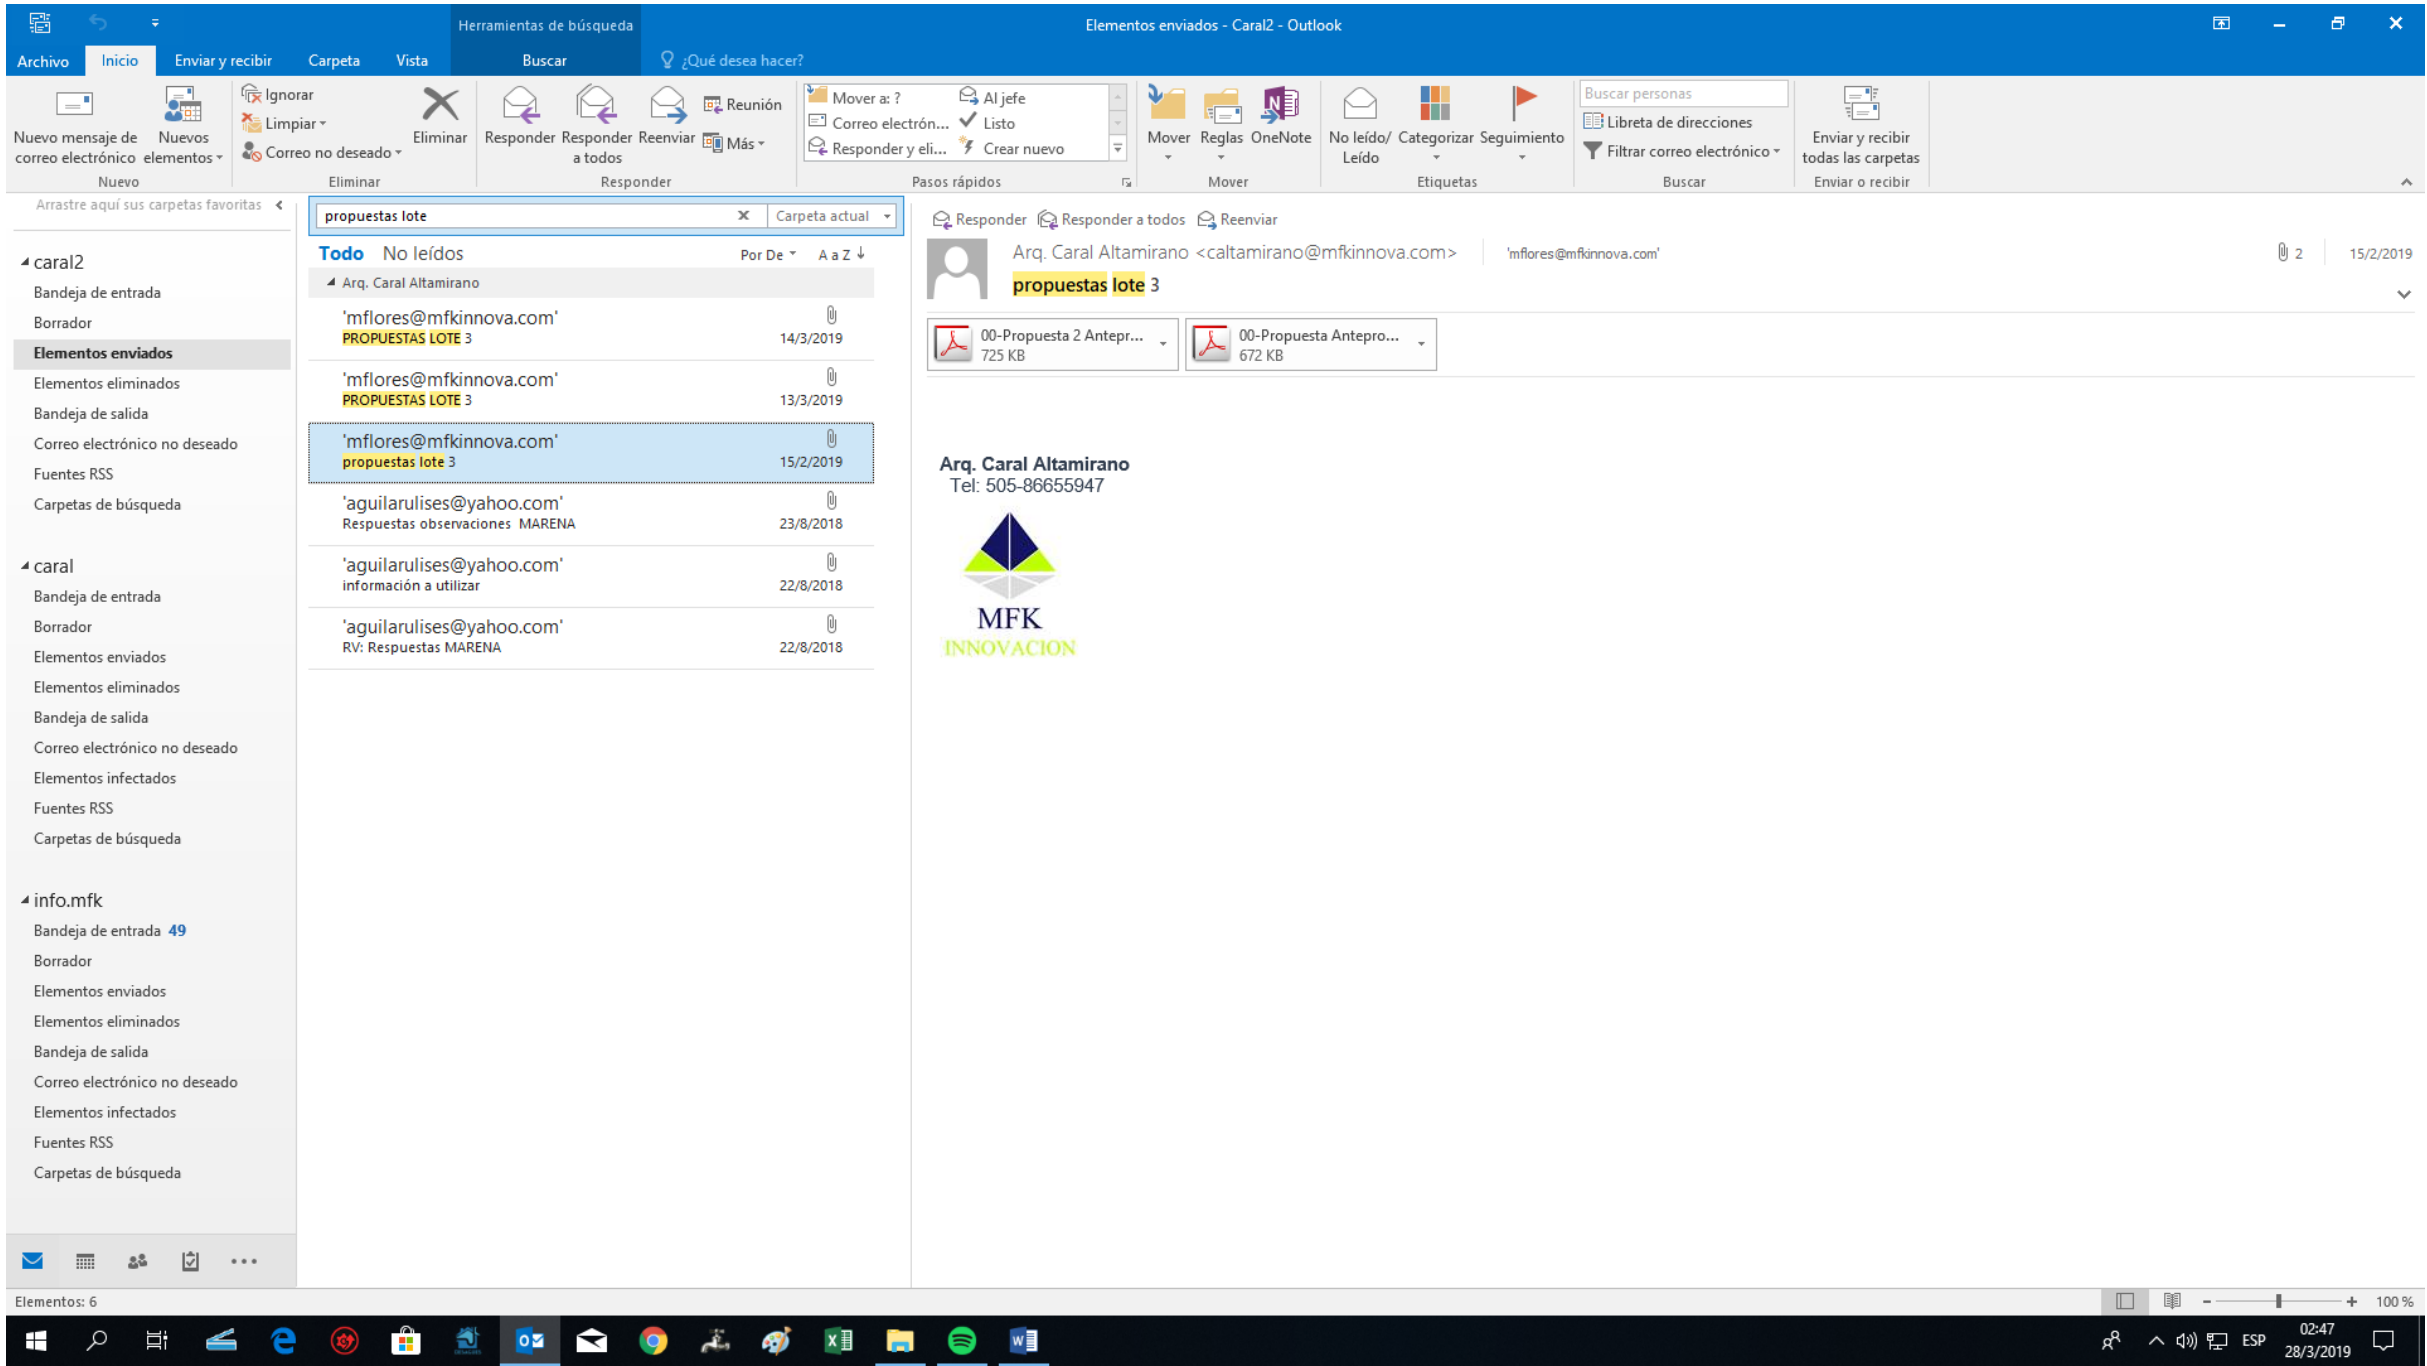 Herramientas de búsqueda
Elementos enviados - Caral2 - Outlook
Archivo Inicio Enviar y recibir Carpeta Vista Buscar ¿Qué desea hacer?
Nuevo mensaje de correo electrónico
Nuevos elementos
Ignorar
Limpiar
Correo no deseado
Eliminar
Responder
Responder a todos
Reenviar
Reunión
Más
Mover a: ?
Correo electrón...
Responder y eli...
Al jefe
Listo
Crear nuevo
Mover
Reglas
OneNote
No leído/ Leído
Categorizar
Seguimiento
Buscar personas
Libreta de direcciones
Filtrar correo electrónico
Enviar y recibir todas las carpetas
Nuevo Eliminar Responder Pasos rápidos Mover Etiquetas Buscar Enviar o recibir
Arrastre aquí sus carpetas favoritas
caral2
Bandeja de entrada
Borrador
Elementos enviados
Elementos eliminados
Bandeja de salida
Correo electrónico no deseado
Fuentes RSS
Carpetas de búsqueda
caral
Bandeja de entrada
Borrador
Elementos enviados
Elementos eliminados
Bandeja de salida
Correo electrónico no deseado
Elementos infectados
Fuentes RSS
Carpetas de búsqueda
info.mfk
Bandeja de entrada 49
Borrador
Elementos enviados
Elementos eliminados
Bandeja de salida
Correo electrónico no deseado
Elementos infectados
Fuentes RSS
Carpetas de búsqueda
propuestas lote
Carpeta actual
Todo No leídos Por De A a Z
Arq. Caral Altamirano
'mflores@mfkinnova.com'
PROPUESTAS LOTE 3 14/3/2019
'mflores@mfkinnova.com'
PROPUESTAS LOTE 3 13/3/2019
'mflores@mfkinnova.com'
propuestas lote 3 15/2/2019
'aguilarulises@yahoo.com'
Respuestas observaciones MARENA 23/8/2018
'aguilarulises@yahoo.com'
información a utilizar 22/8/2018
'aguilarulises@yahoo.com'
RV: Respuestas MARENA 22/8/2018
Responder Responder a todos Reenviar
Arq. Caral Altamirano <caltamirano@mfkinnova.com> 'mflores@mfkinnova.com' 2 15/2/2019
propuestas lote 3
00-Propuesta 2 Antepr...
725 KB
00-Propuesta Antepro...
672 KB
Arq. Caral Altamirano
Tel: 505-86655947
MFK
INNOVACION
Elementos: 6
100 %
ESP
02:47
28/3/2019